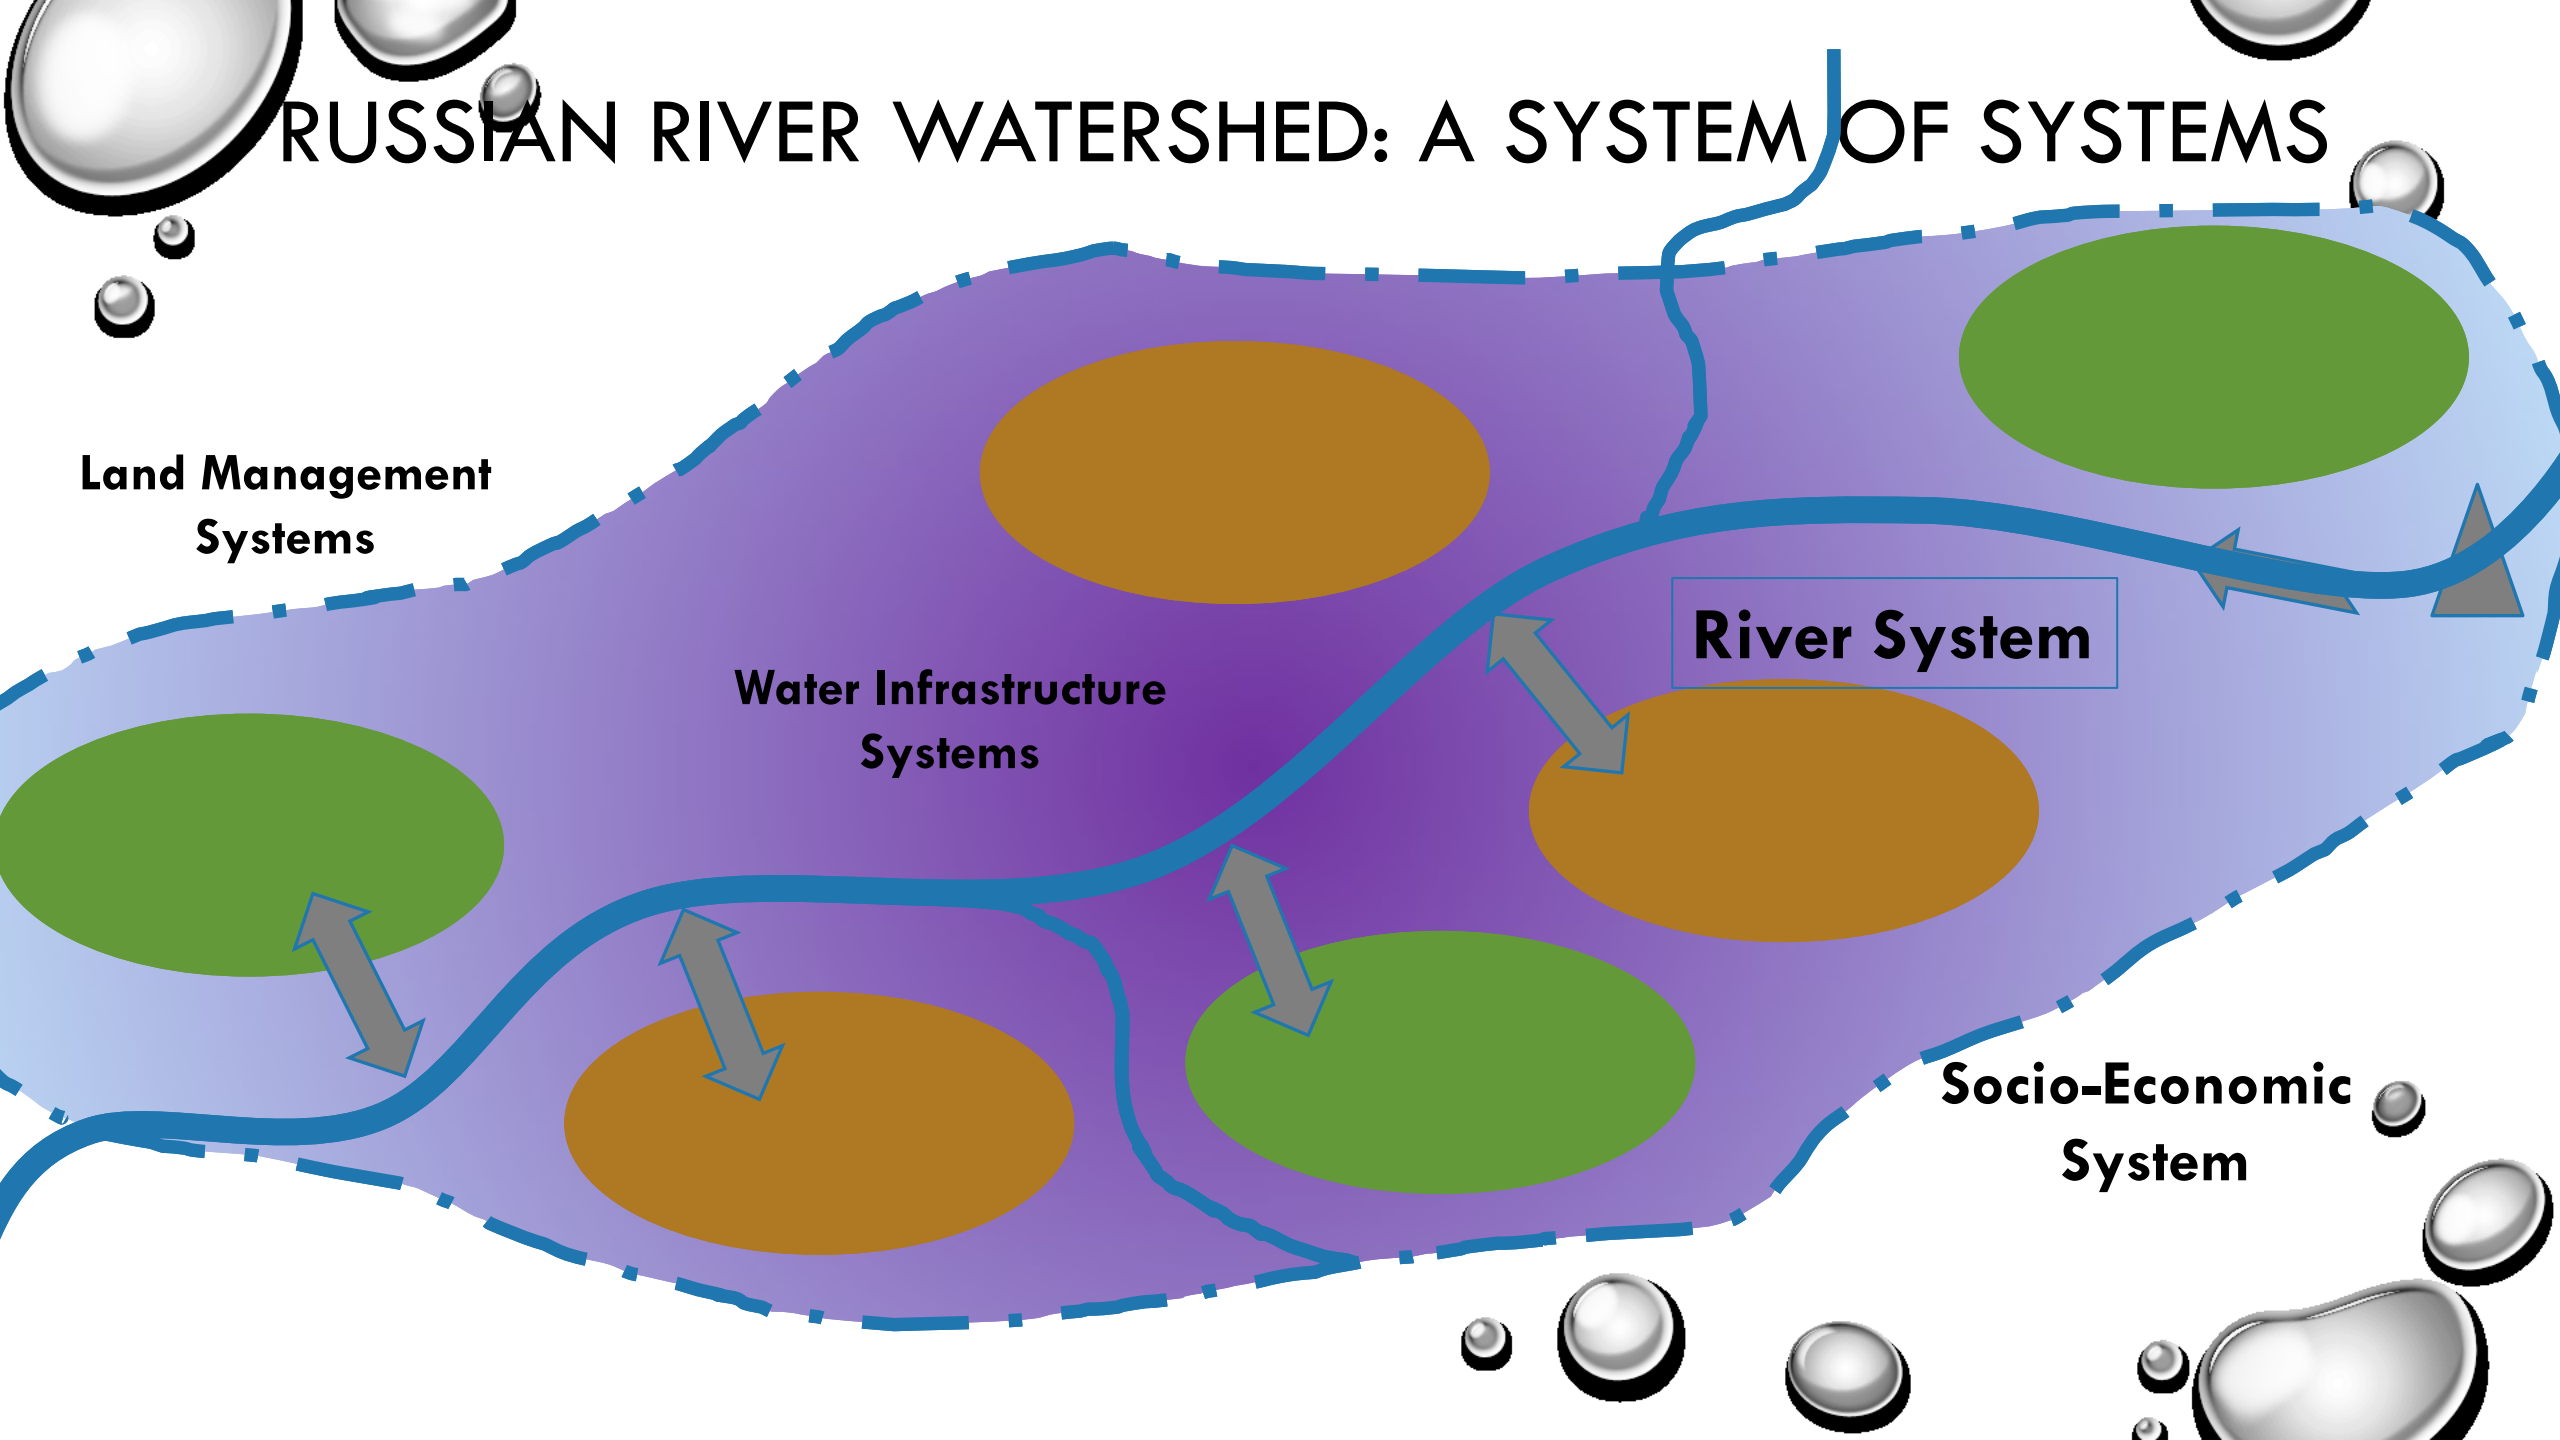 RUSSIAN RIVER WATERSHED: A SYSTEM OF SYSTEMS
Land Management
Systems
Water Infrastructure
Systems
River System
Socio-Economic
System